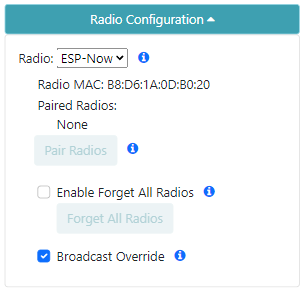 Radio Configuration
Radio: ESP-Now
Radio MAC: B8:D6:1A:0D:B0:20
Paired Radios:
None
Pair Radios
Enable Forget All Radios
Forget All Radios
Broadcast Override